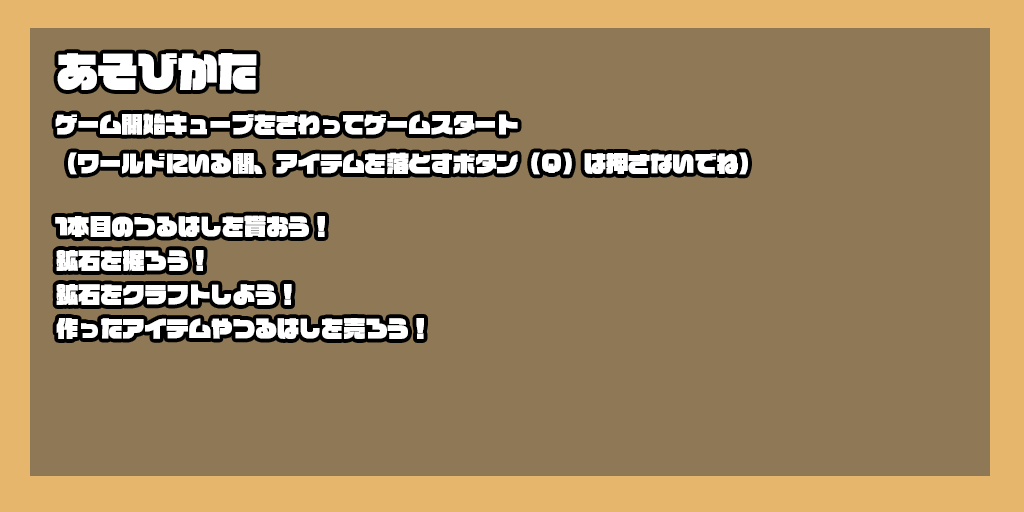 あそびかた
ゲーム開始キューブをさわってゲームスタート
（ワールドにいる間、アイテムを落とすボタン（Q）は押さないでね）
1本目のつるはしを貰おう！
鉱石を掘ろう！
鉱石をクラフトしよう！
作ったアイテムやつるはしを売ろう！